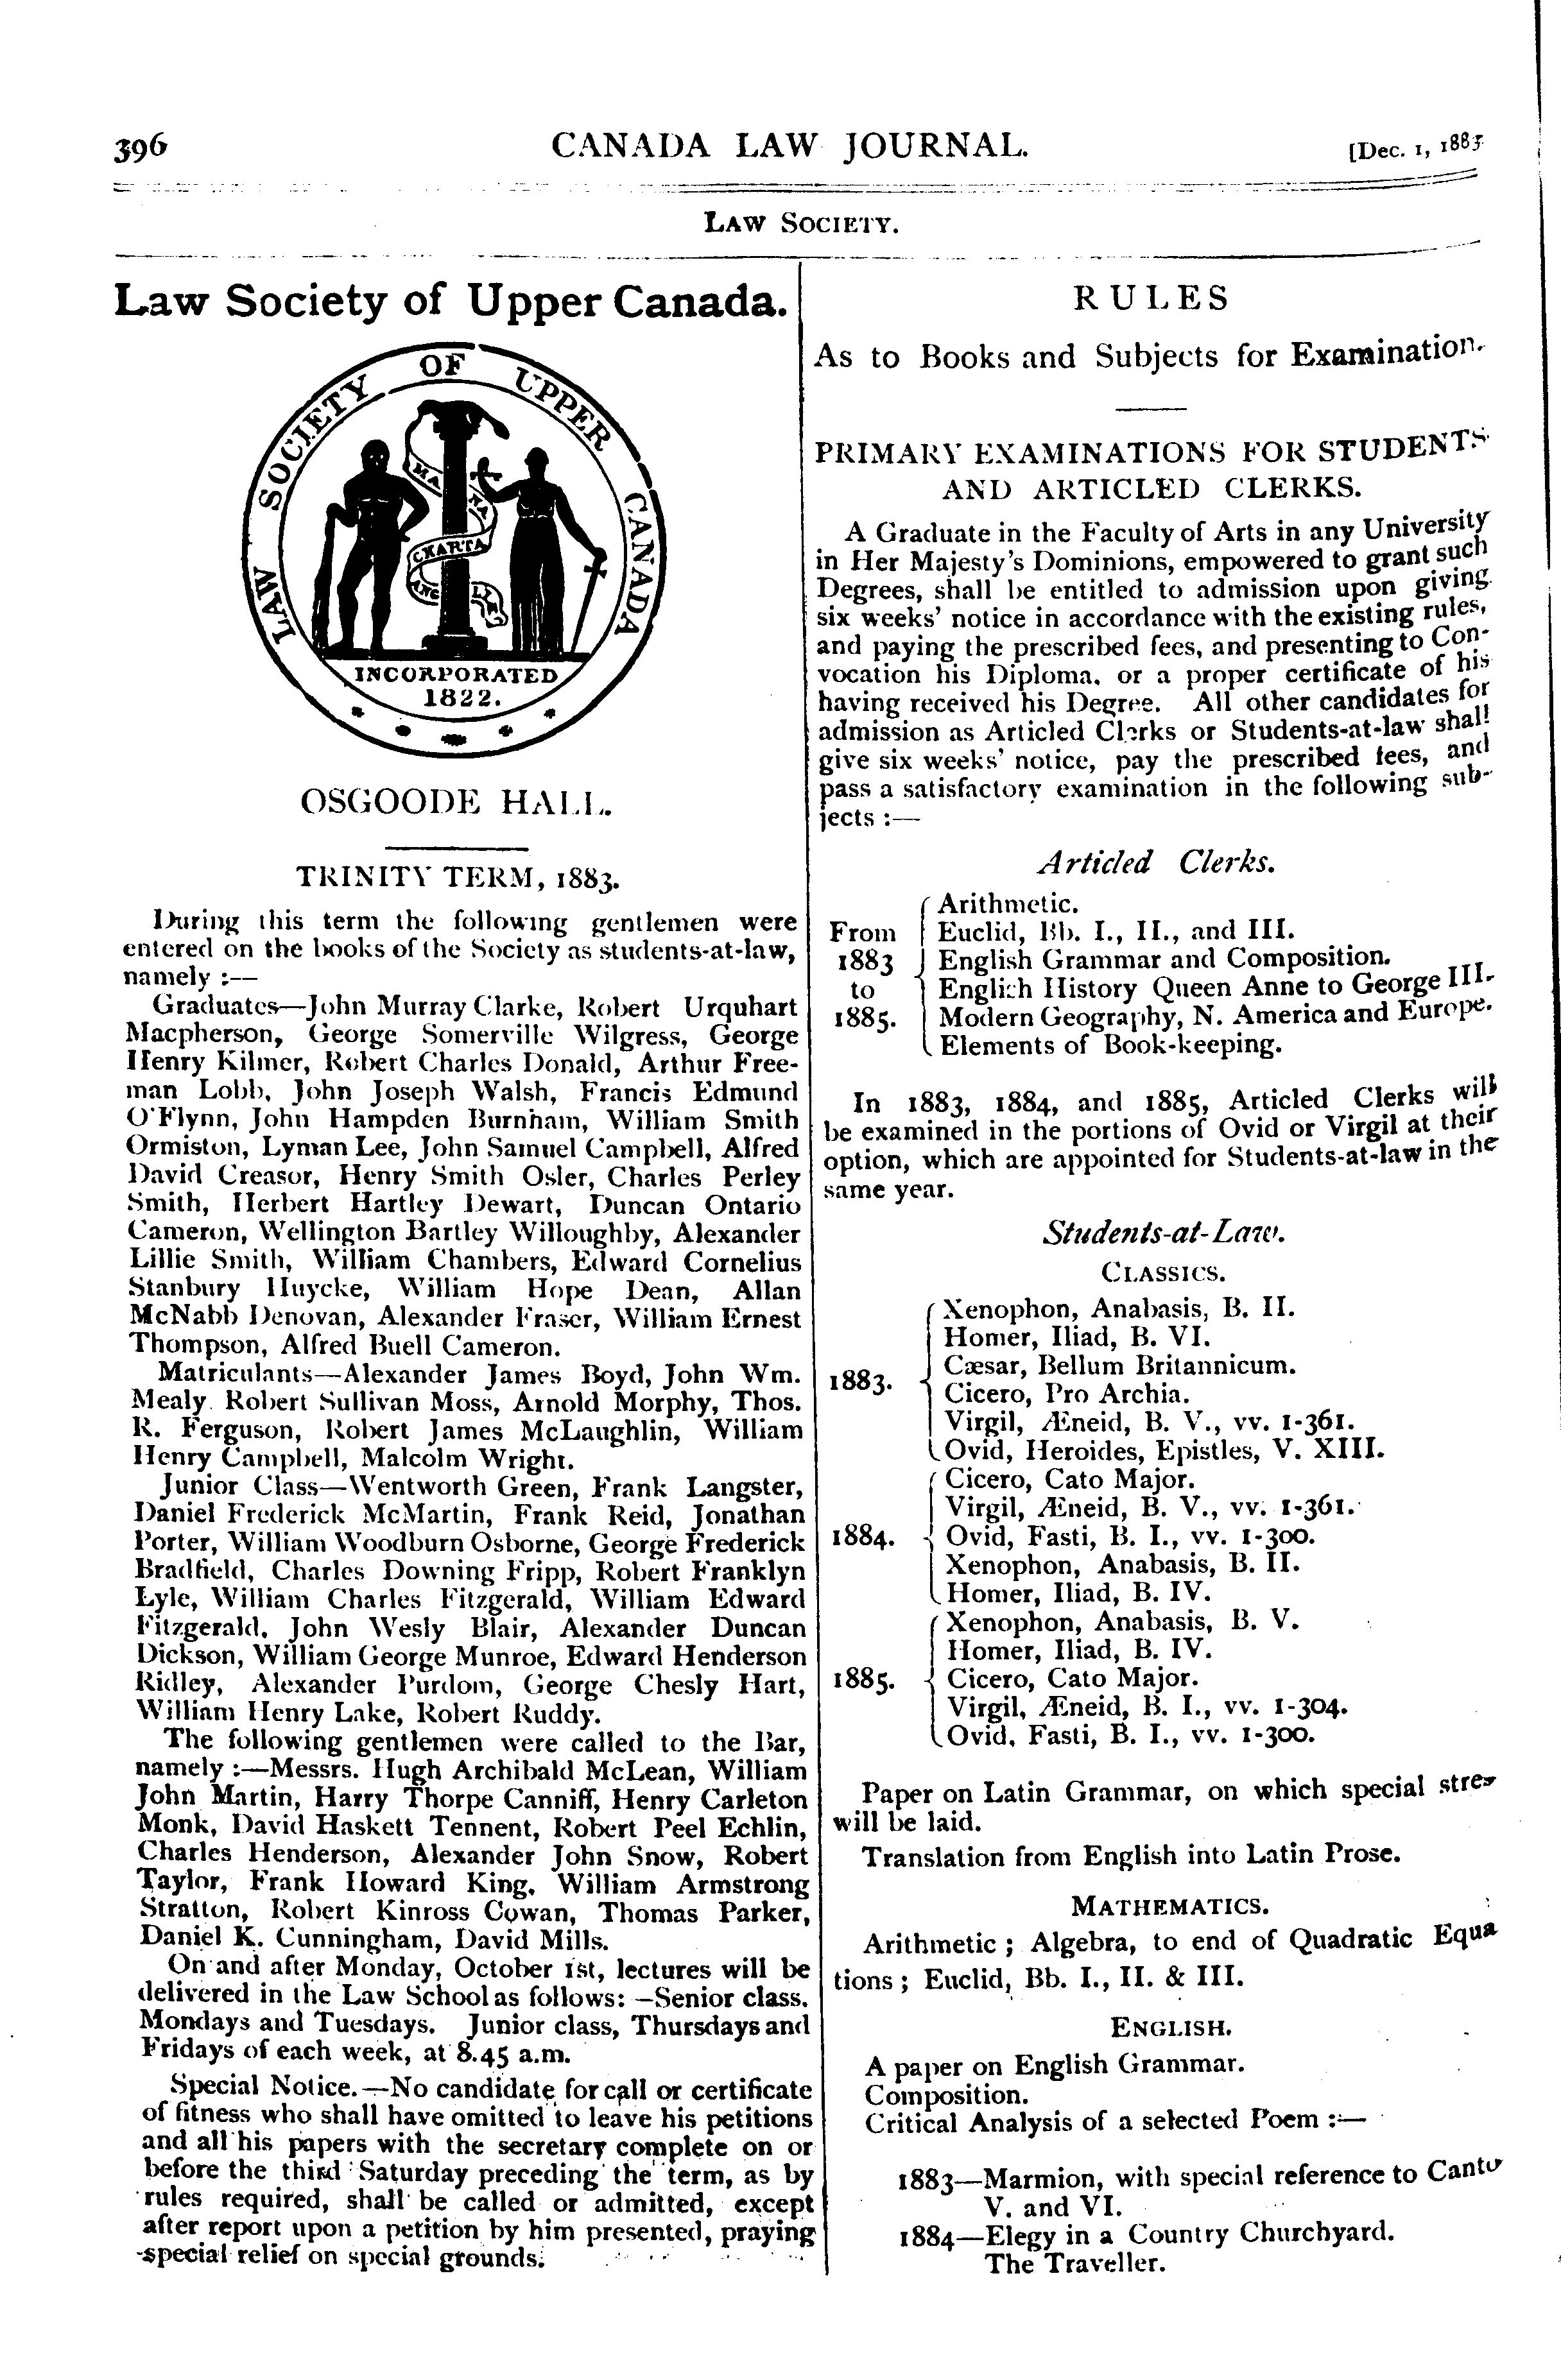 396
CANADA LAW JOURNAL.
[Dec. 1, 1883
LAW SOCIETY.
Law Society of Upper Canada.
LAW SOCIETY OF UPPER CANADA
MAGNA
CHARTA
ANGLIÆ
INCORPORATED
1822.
OSGOODE HALL.
TRINITY TERM, 1883.
During this term the following gentlemen were
entered on the books of the Society as students-at-law,
namely :—
Graduates—John Murray Clarke, Robert Urquhart
Macpherson, George Somerville Wilgress, George
Henry Kilmer, Robert Charles Donald, Arthur Free-
man Lobb, John Joseph Walsh, Francis Edmund
O'Flynn, John Hampden Burnham, William Smith
Ormiston, Lyman Lee, John Samuel Campbell, Alfred
David Creasor, Henry Smith Osler, Charles Perley
Smith, Herbert Hartley Dewart, Duncan Ontario
Cameron, Wellington Bartley Willoughby, Alexander
Lillie Smith, William Chambers, Edward Cornelius
Stanbury Huycke, William Hope Dean, Allan
McNabb Denovan, Alexander Fraser, William Ernest
Thompson, Alfred Buell Cameron.
Matriculants—Alexander James Boyd, John Wm.
Mealy. Robert Sullivan Moss, Arnold Morphy, Thos.
R. Ferguson, Robert James McLaughlin, William
Henry Campbell, Malcolm Wright.
Junior Class—Wentworth Green, Frank Langster,
Daniel Frederick McMartin, Frank Reid, Jonathan
Porter, William Woodburn Osborne, George Frederick
Bradfield, Charles Downing Fripp, Robert Franklyn
Lyle, William Charles Fitzgerald, William Edward
Fitzgerald, John Wesly Blair, Alexander Duncan
Dickson, William George Munroe, Edward Henderson
Ridley, Alexander Purdom, George Chesly Hart,
William Henry Lake, Robert Ruddy.
The following gentlemen were called to the Bar,
namely :—Messrs. Hugh Archibald McLean, William
John Martin, Harry Thorpe Canniff, Henry Carleton
Monk, David Haskett Tennent, Robert Peel Echlin,
Charles Henderson, Alexander John Snow, Robert
Taylor, Frank Howard King, William Armstrong
Stratton, Robert Kinross Cowan, Thomas Parker,
Daniel K. Cunningham, David Mills.
On and after Monday, October 1st, lectures will be
delivered in the Law School as follows: —Senior class.
Mondays and Tuesdays. Junior class, Thursdays and
Fridays of each week, at 8.45 a.m.
Special Notice.—No candidate for call or certificate
of fitness who shall have omitted to leave his petitions
and all his papers with the secretary complete on or
before the third Saturday preceding the term, as by
rules required, shall be called or admitted, except
after report upon a petition by him presented, praying
special relief on special grounds.
RULES
As to Books and Subjects for Examination.
PRIMARY EXAMINATIONS FOR STUDENTS
AND ARTICLED CLERKS.
A Graduate in the Faculty of Arts in any University
in Her Majesty's Dominions, empowered to grant such
Degrees, shall be entitled to admission upon giving
six weeks' notice in accordance with the existing rules,
and paying the prescribed fees, and presenting to Con-
vocation his Diploma, or a proper certificate of his
having received his Degree. All other candidates for
admission as Articled Clerks or Students-at-law shall
give six weeks' notice, pay the prescribed fees, and
pass a satisfactory examination in the following sub-
jects :—
Articled Clerks.
From 1883 to 1885.
Arithmetic.
Euclid, Bb. I., II., and III.
English Grammar and Composition.
English History Queen Anne to George III.
Modern Geography, N. America and Europe.
Elements of Book-keeping.
In 1883, 1884, and 1885, Articled Clerks will
be examined in the portions of Ovid or Virgil at their
option, which are appointed for Students-at-law in the
same year.
Students-at-Law.
CLASSICS.
1883.
Xenophon, Anabasis, B. II.
Homer, Iliad, B. VI.
Cæsar, Bellum Britannicum.
Cicero, Pro Archia.
Virgil, Æneid, B. V., vv. 1-361.
Ovid, Heroides, Epistles, V. XIII.
1884.
Cicero, Cato Major.
Virgil, Æneid, B. V., vv. 1-361.
Ovid, Fasti, B. I., vv. 1-300.
Xenophon, Anabasis, B. II.
Homer, Iliad, B. IV.
1885.
Xenophon, Anabasis, B. V.
Homer, Iliad, B. IV.
Cicero, Cato Major.
Virgil, Æneid, B. I., vv. 1-304.
Ovid, Fasti, B. I., vv. 1-300.
Paper on Latin Grammar, on which special stress
will be laid.
Translation from English into Latin Prose.
MATHEMATICS.
Arithmetic ; Algebra, to end of Quadratic Equa
tions ; Euclid, Bb. I., II. & III.
ENGLISH.
A paper on English Grammar.
Composition.
Critical Analysis of a selected Poem :—
1883—Marmion, with special reference to Canto
V. and VI.
1884—Elegy in a Country Churchyard.
The Traveller.